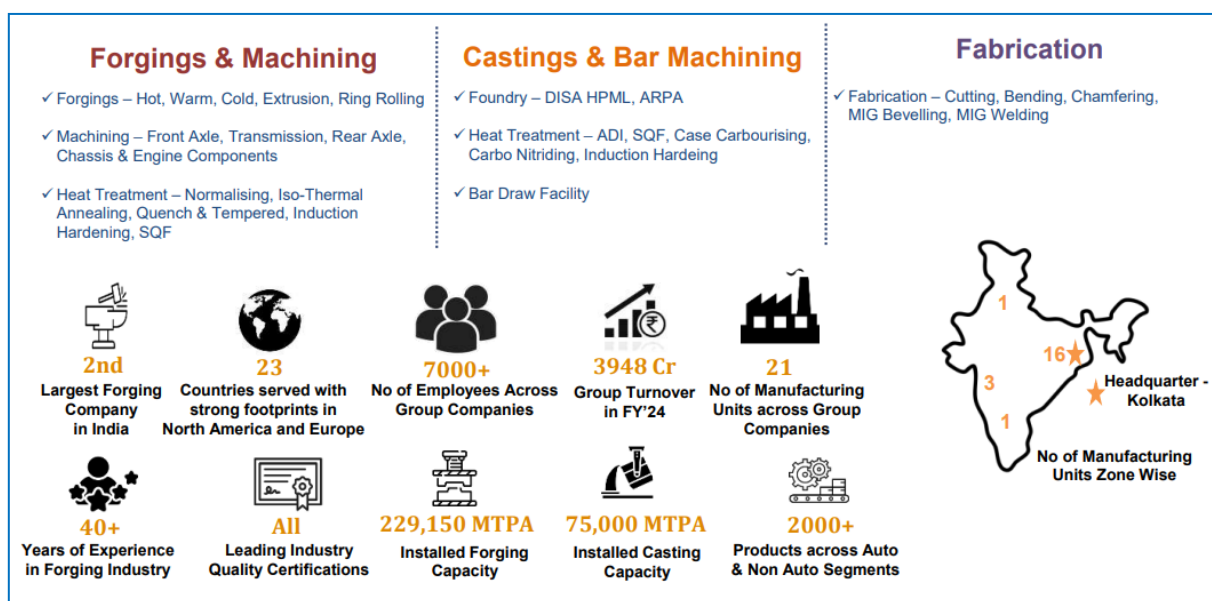 Forgings & Machining
✓ Forgings – Hot, Warm, Cold, Extrusion, Ring Rolling
✓ Machining – Front Axle, Transmission, Rear Axle,
Chassis & Engine Components
✓ Heat Treatment – Normalising, Iso-Thermal
Annealing, Quench & Tempered, Induction
Hardening, SQF
Castings & Bar Machining
✓ Foundry – DISA HPML, ARPA
✓ Heat Treatment – ADI, SQF, Case Carbourising,
Carbo Nitriding, Induction Hardeing
✓ Bar Draw Facility
Fabrication
✓ Fabrication – Cutting, Bending, Chamfering,
MIG Bevelling, MIG Welding
2nd
Largest Forging
Company
in India
23
Countries served with
strong footprints in
North America and Europe
7000+
No of Employees Across
Group Companies
₹
3948 Cr
Group Turnover
in FY'24
21
No of Manufacturing
Units across Group
Companies
1
16
3
1
Headquarter -
Kolkata
No of Manufacturing
Units Zone Wise
40+
Years of Experience
in Forging Industry
All
Leading Industry
Quality Certifications
229,150 MTPA
Installed Forging
Capacity
75,000 MTPA
Installed Casting
Capacity
2000+
Products across Auto
& Non Auto Segments